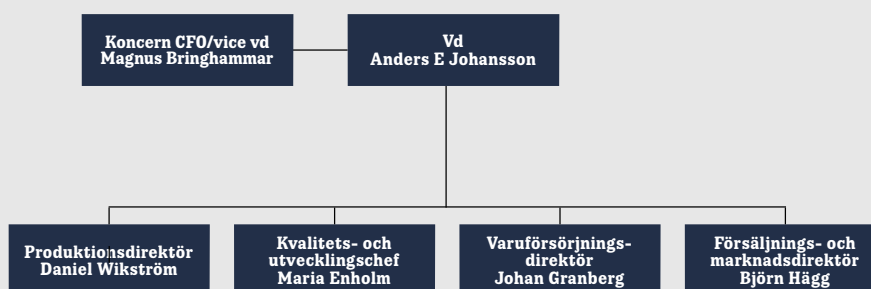 Koncern CFO/vice vd
Magnus Bringhammar
Vd
Anders E Johansson
Produktionsdirektör
Daniel Wikström
Kvalitets- och
utvecklingschef
Maria Enholm
Varuförsörjnings-
direktör
Johan Granberg
Försäljnings- och
marknadsdirektör
Björn Hägg